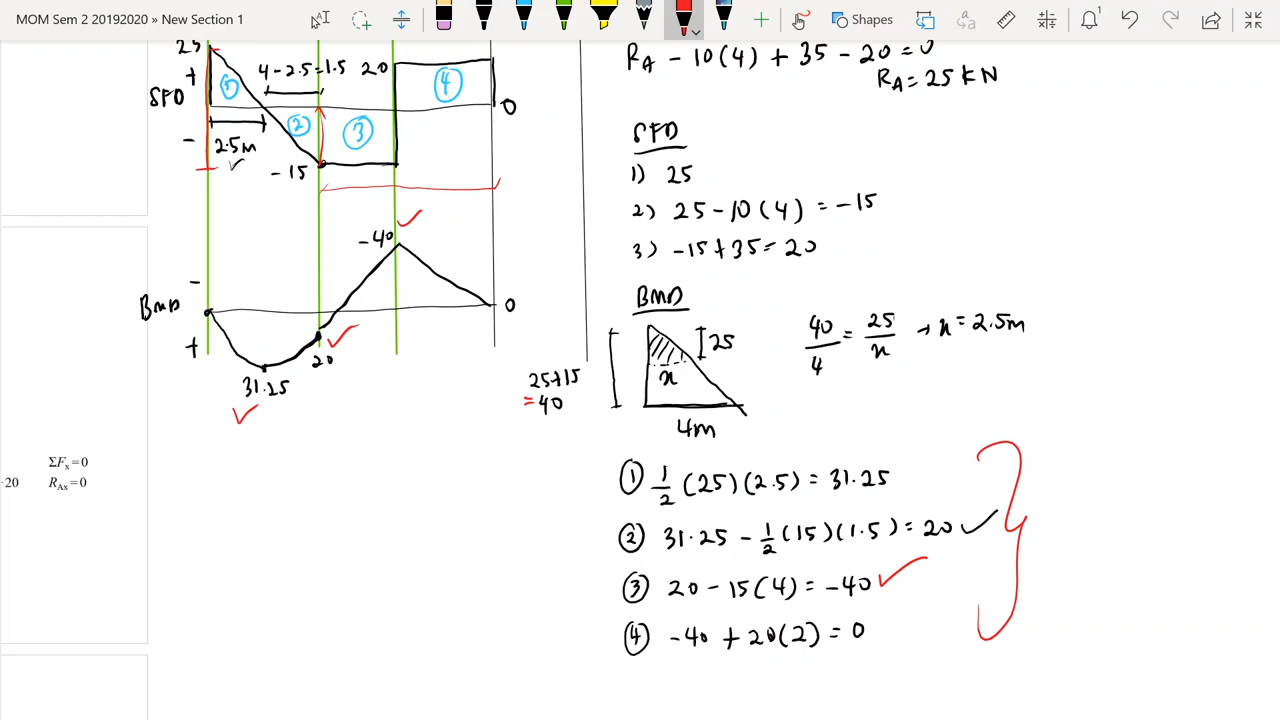 MOM Sem 2 20192020 » New Section 1
Shapes
25
4-2.5=1.5
20
+
SFD
①
②
③
④
0
2.5m
-
-15
-40
-
BMD
0
+
20
31.25
ΣFx=0
-20
RAx=0
RA - 10(4) + 35 - 20 = 0
RA = 25 KN
SFD
1) 25
2) 25-10(4) = -15
3) -15+35=20
BMD
25
x
4m
25+15
=40
40/4 = 25/x → x = 2.5m
① 1/2 (25)(2.5) = 31.25
② 31.25 - 1/2 (15)(1.5) = 20
③ 20 - 15(4) = -40
④ -40 + 20(2) = 0